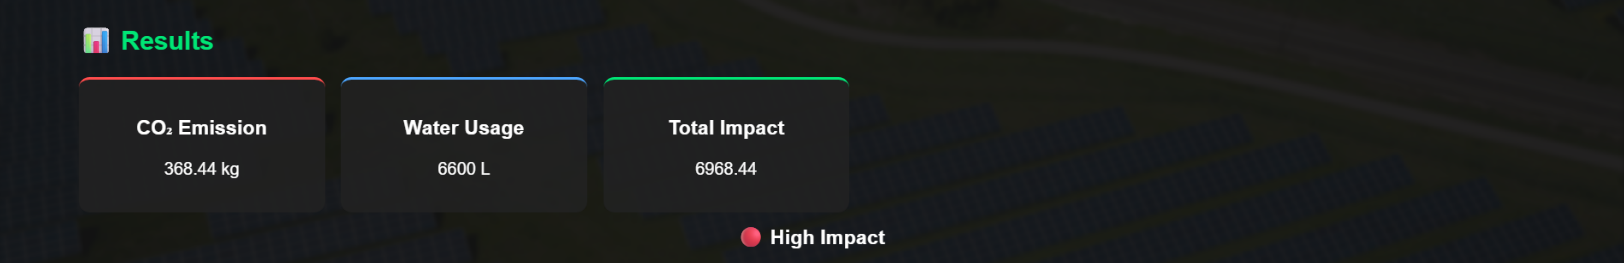 Results
CO₂ Emission
368.44 kg
Water Usage
6600 L
Total Impact
6968.44
High Impact